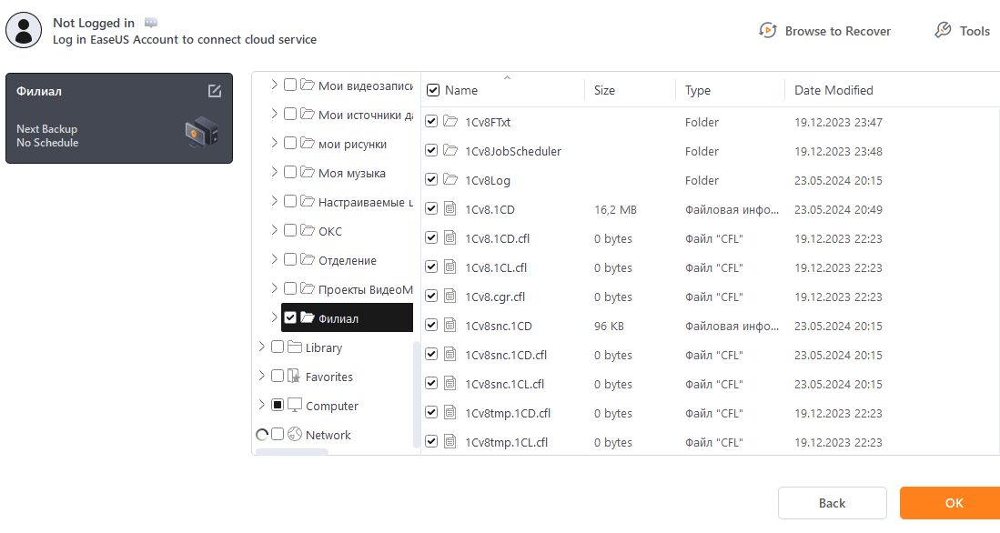 Not Logged in
Log in EaseUS Account to connect cloud service
Browse to Recover
Tools
Филиал
Next Backup
No Schedule
Мои видеозаписи
Мои источники да
мои рисунки
Моя музыка
Настраиваемые ш
ОКС
Отделение
Проекты ВидеоМ
Филиал
Library
Favorites
Computer
Network
Name Size Type Date Modified
1Cv8FTxt Folder 19.12.2023 23:47
1Cv8JobScheduler Folder 19.12.2023 23:48
1Cv8Log Folder 23.05.2024 20:15
1Cv8.1CD 16,2 MB Файловая инфо... 23.05.2024 20:49
1Cv8.1CD.cfl 0 bytes Файл "CFL" 19.12.2023 22:23
1Cv8.1CL.cfl 0 bytes Файл "CFL" 19.12.2023 22:23
1Cv8.cgr.cfl 0 bytes Файл "CFL" 19.12.2023 22:23
1Cv8snc.1CD 96 KB Файловая инфо... 23.05.2024 20:15
1Cv8snc.1CD.cfl 0 bytes Файл "CFL" 23.05.2024 20:15
1Cv8snc.1CL.cfl 0 bytes Файл "CFL" 23.05.2024 20:15
1Cv8tmp.1CD.cfl 0 bytes Файл "CFL" 19.12.2023 22:23
1Cv8tmp.1CL.cfl 0 bytes Файл "CFL" 19.12.2023 22:23
Back
OK